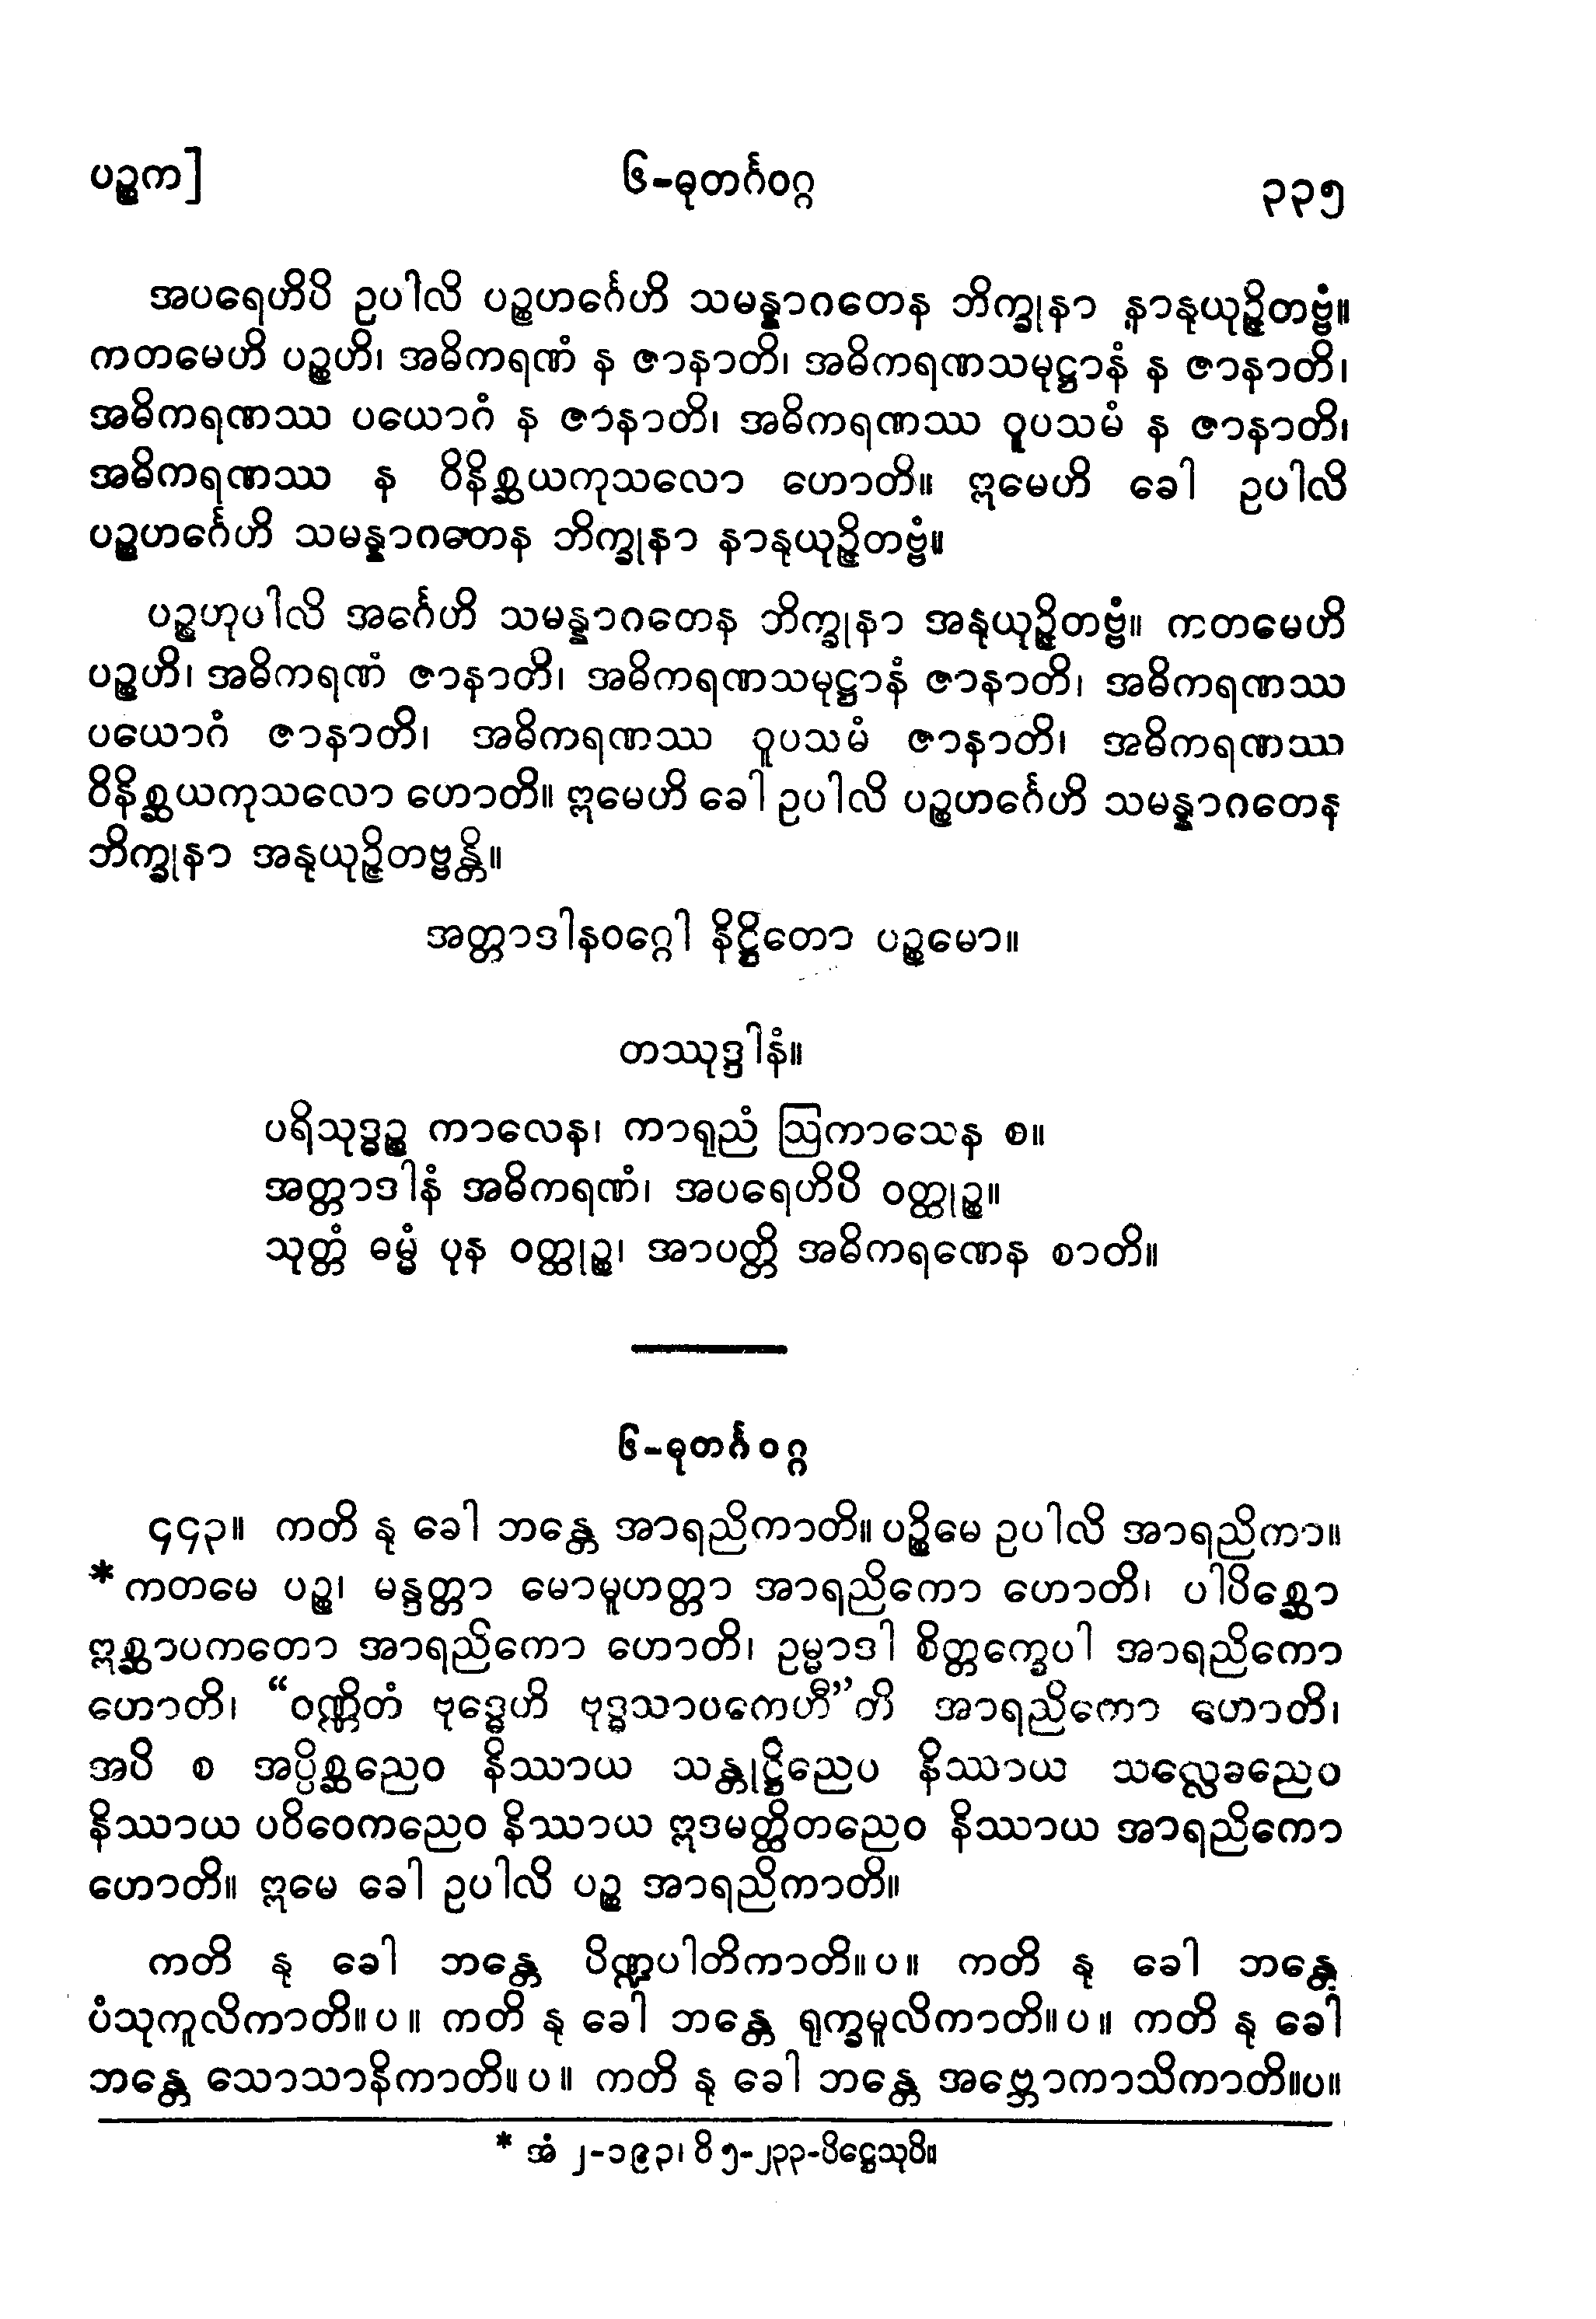 ပဉ္စက]
၆-ဓုတင်္ဂဝဂ္ဂ
၃၃၅
အပရေဟိပိ ဥပါလိ ပဉ္စဟင်္ဂေဟိ သမန္နာဂတေန ဘိက္ခုနာ နာနုယုဉ္ဇိတဗ္ဗံ။
ကတမေဟိ ပဉ္စဟိ၊ အဓိကရဏံ န ဇာနာတိ၊ အဓိကရဏသမုဋ္ဌာနံ န ဇာနာတိ၊
အဓိကရဏဿ ပယောဂံ န ဇာနာတိ၊ အဓိကရဏဿ ဝူပသမံ န ဇာနာတိ၊
အဓိကရဏဿ န ဝိနိစ္ဆယကုသလော ဟောတိ။ ဣမေဟိ ခေါ ဥပါလိ
ပဉ္စဟင်္ဂေဟိ သမန္နာဂတေန ဘိက္ခုနာ နာနုယုဉ္ဇိတဗ္ဗံ။
ပဉ္စဟုပါလိ အင်္ဂေဟိ သမန္နာဂတေန ဘိက္ခုနာ အနုယုဉ္ဇိတဗ္ဗံ။ ကတမေဟိ
ပဉ္စဟိ၊ အဓိကရဏံ ဇာနာတိ၊ အဓိကရဏသမုဋ္ဌာနံ ဇာနာတိ၊ အဓိကရဏဿ
ပယောဂံ ဇာနာတိ၊ အဓိကရဏဿ ဝူပသမံ ဇာနာတိ၊ အဓိကရဏဿ
ဝိနိစ္ဆယကုသလော ဟောတိ။ ဣမေဟိ ခေါ ဥပါလိ ပဉ္စဟင်္ဂေဟိ သမန္နာဂတေန
ဘိက္ခုနာ အနုယုဉ္ဇိတဗ္ဗန္တိ။
အတ္တာဒါနဝဂ္ဂေါ နိဋ္ဌိတော ပဉ္စမော။
တဿုဒ္ဒါနံ။
ပရိသုဒ္ဓဉ္စ ကာလေန၊ ကာရုညံ ဩကာသေန စ။
အတ္တာဒါနံ အဓိကရဏံ၊ အပရေဟိပိ ဝတ္ထုဉ္စ။
သုတ္တံ ဓမ္မံ ပုန ဝတ္ထုဉ္စ၊ အာပတ္တိ အဓိကရဏေန စာတိ။
၆-ဓုတင်္ဂဝဂ္ဂ
၄၄၃။ ကတိ နု ခေါ ဘန္တေ အာရညိကာတိ။ ပဉ္စိမေ ဥပါလိ အာရညိကာ။
* ကတမေ ပဉ္စ၊ မန္ဒတ္တာ မောမူဟတ္တာ အာရညိကော ဟောတိ၊ ပါပိစ္ဆော
ဣစ္ဆာပကတော အာရညိကော ဟောတိ၊ ဥမ္မာဒါ စိတ္တက္ခေပါ အာရညိကော
ဟောတိ၊ “ဝဏ္ဏိတံ ဗုဒ္ဓေဟိ ဗုဒ္ဓသာဝကေဟီ”တိ အာရညိကော ဟောတိ၊
အပိ စ အပ္ပိစ္ဆညေဝ နိဿာယ သန္တုဋ္ဌိညေဝ နိဿာယ သလ္လေခညေဝ
နိဿာယ ပဝိဝေကညေဝ နိဿာယ ဣဒမတ္ထိတညေဝ နိဿာယ အာရညိကော
ဟောတိ။ ဣမေ ခေါ ဥပါလိ ပဉ္စ အာရညိကာတိ။
ကတိ နု ခေါ ဘန္တေ ပိဏ္ဍပါတိကာတိ။ ပ။ ကတိ နု ခေါ ဘန္တေ
ပံသုကူလိကာတိ။ ပ။ ကတိ နု ခေါ ဘန္တေ ရုက္ခမူလိကာတိ။ ပ။ ကတိ နု ခေါ
ဘန္တေ သောသာနိကာတိ။ ပ။ ကတိ နု ခေါ ဘန္တေ အဗ္ဘောကာသိကာတိ။ပ။
* အံ ၂-၁၉၃၊ ဝိ ၅-၂၃၃-ပိဋ္ဌေသုပိ။